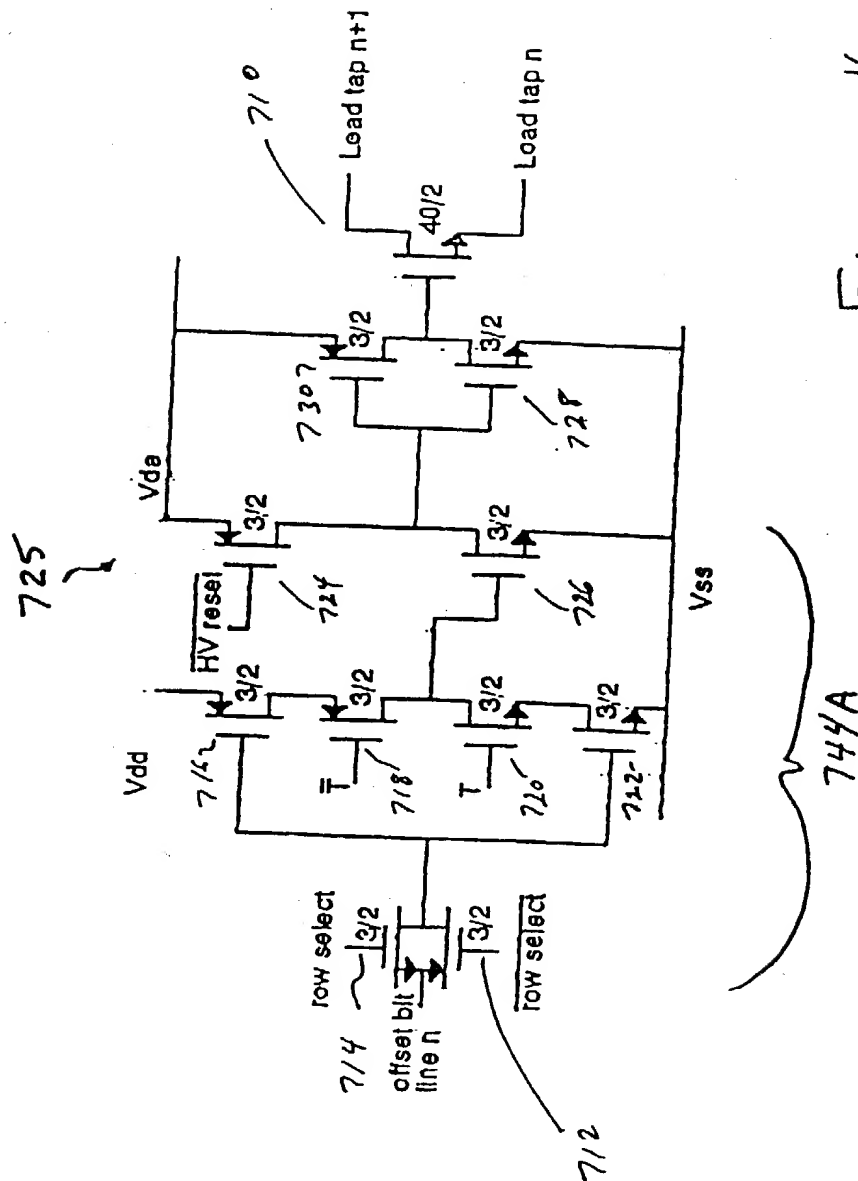 725
Vdd
Vda
710
Load tap n+1
HV reset
7162
3/2
724
3/2
7307
3/2
40/2
row select
714
3/2
T
718
3/2
Load tap n
offset bit
line n
3/2
T
720
3/2
726
3/2
728
3/2
row select
712
722
3/2
Vss
744A